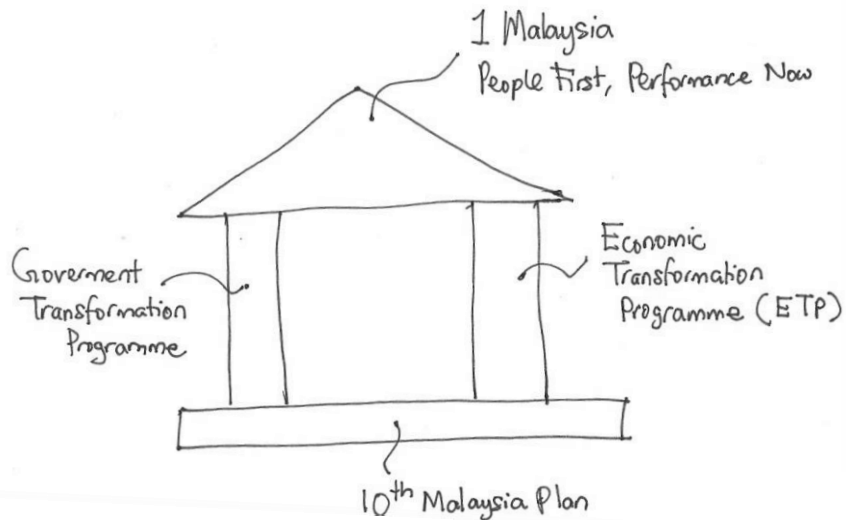 1 Malaysia
People First, Performance Now
Goverment
Transformation
Programme
Economic
Transformation
Programme (ETP)
10th Malaysia Plan